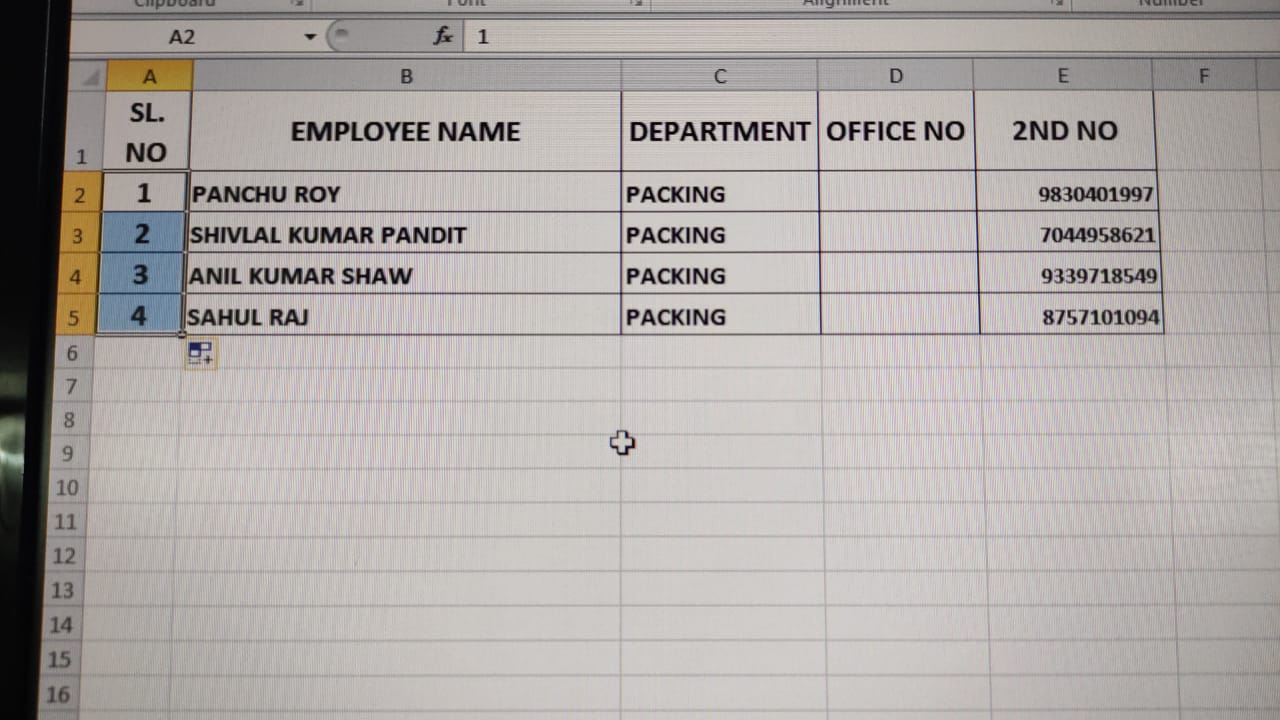 Clipboard Font Alignment Number
A2 fx 1
A B C D E F
1 SL. NO EMPLOYEE NAME DEPARTMENT OFFICE NO 2ND NO
2 1 PANCHU ROY PACKING 9830401997
3 2 SHIVLAL KUMAR PANDIT PACKING 7044958621
4 3 ANIL KUMAR SHAW PACKING 9339718549
5 4 SAHUL RAJ PACKING 8757101094
6
7
8
9
10
11
12
13
14
15
16